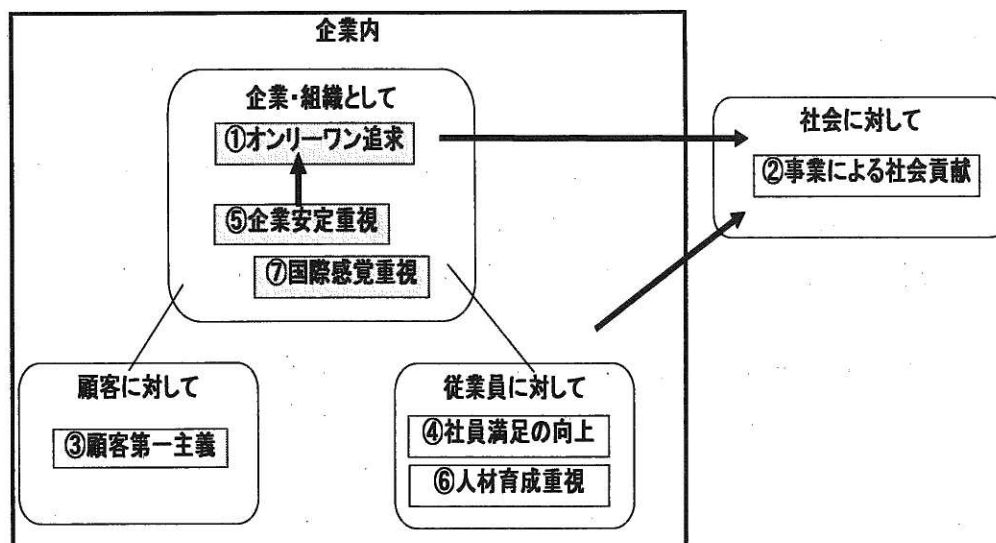 企業内
企業・組織として
①オンリーワン追求
⑤企業安定重視
⑦国際感覚重視
社会に対して
②事業による社会貢献
顧客に対して
③顧客第一主義
従業員に対して
④社員満足の向上
⑥人材育成重視